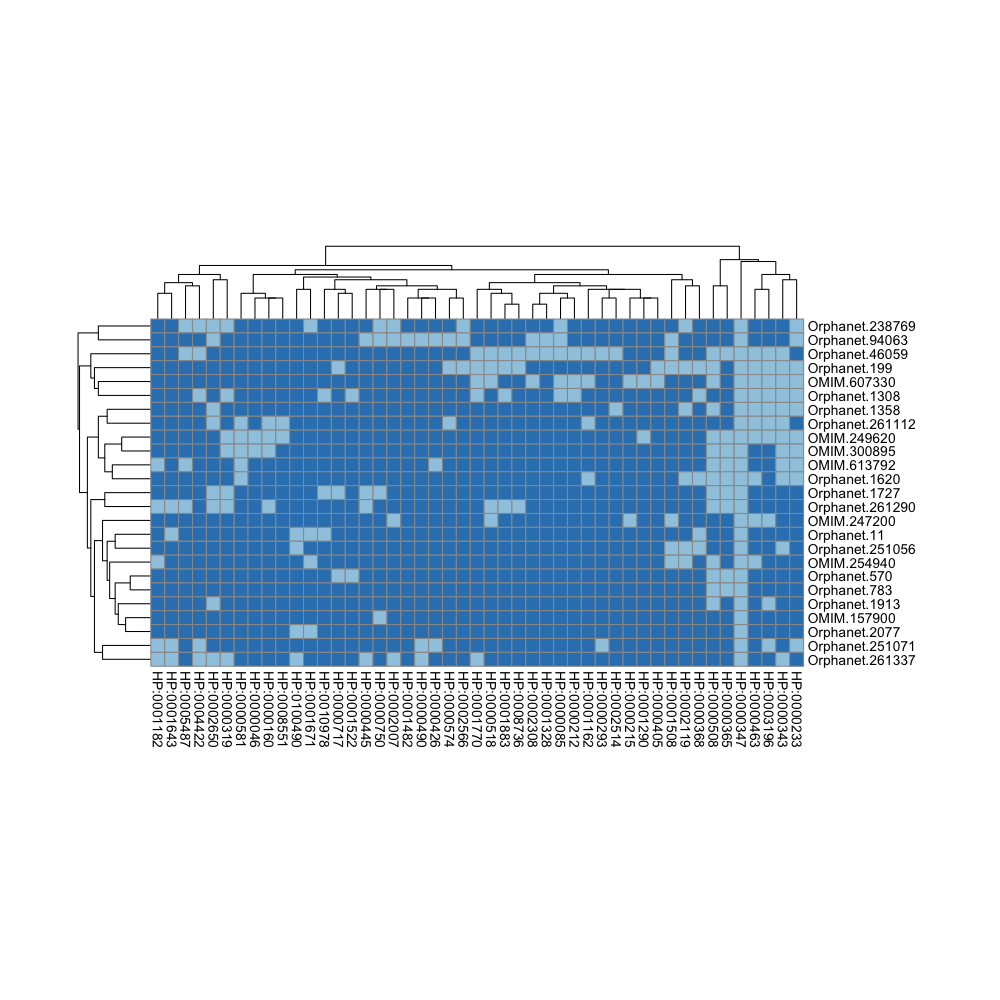 Orphanet.238769
Orphanet.94063
Orphanet.46059
Orphanet.199
OMIM.607330
Orphanet.1308
Orphanet.1358
Orphanet.261112
OMIM.249620
OMIM.300895
OMIM.613792
Orphanet.1620
Orphanet.1727
Orphanet.261290
OMIM.247200
Orphanet.11
Orphanet.251056
OMIM.254940
Orphanet.570
Orphanet.783
Orphanet.1913
OMIM.157900
Orphanet.2077
Orphanet.251071
Orphanet.261337
HP:0001182
HP:0001643
HP:0005487
HP:0004422
HP:0002650
HP:0000319
HP:0000581
HP:0000046
HP:0000160
HP:0008551
HP:0100490
HP:0001671
HP:0010978
HP:0000717
HP:0001522
HP:0000445
HP:0000750
HP:0002007
HP:0001482
HP:0000490
HP:0000426
HP:0000574
HP:0002566
HP:0001770
HP:0000518
HP:0001883
HP:0008736
HP:0002308
HP:0001328
HP:0000085
HP:0000212
HP:0001162
HP:0000293
HP:0002514
HP:0000215
HP:0001290
HP:0000405
HP:0001508
HP:0002119
HP:0000368
HP:0000508
HP:0000365
HP:0000347
HP:0000463
HP:0003196
HP:0000343
HP:0000233